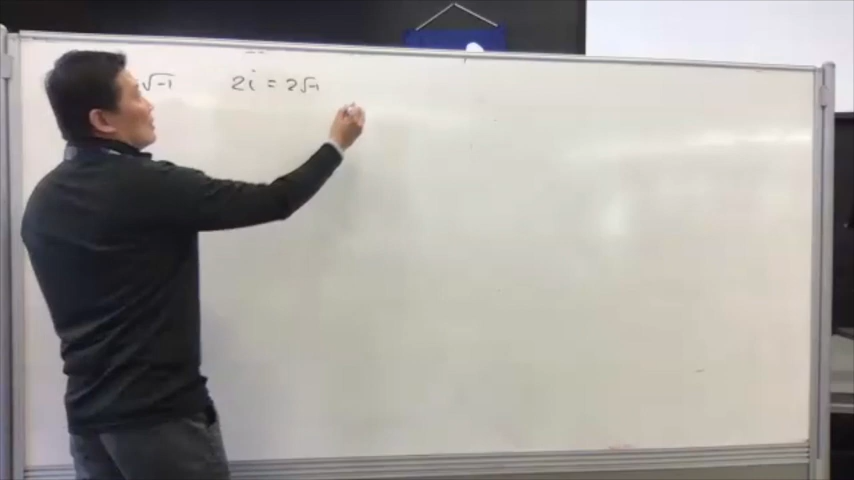 √-1 2i = 2√-1